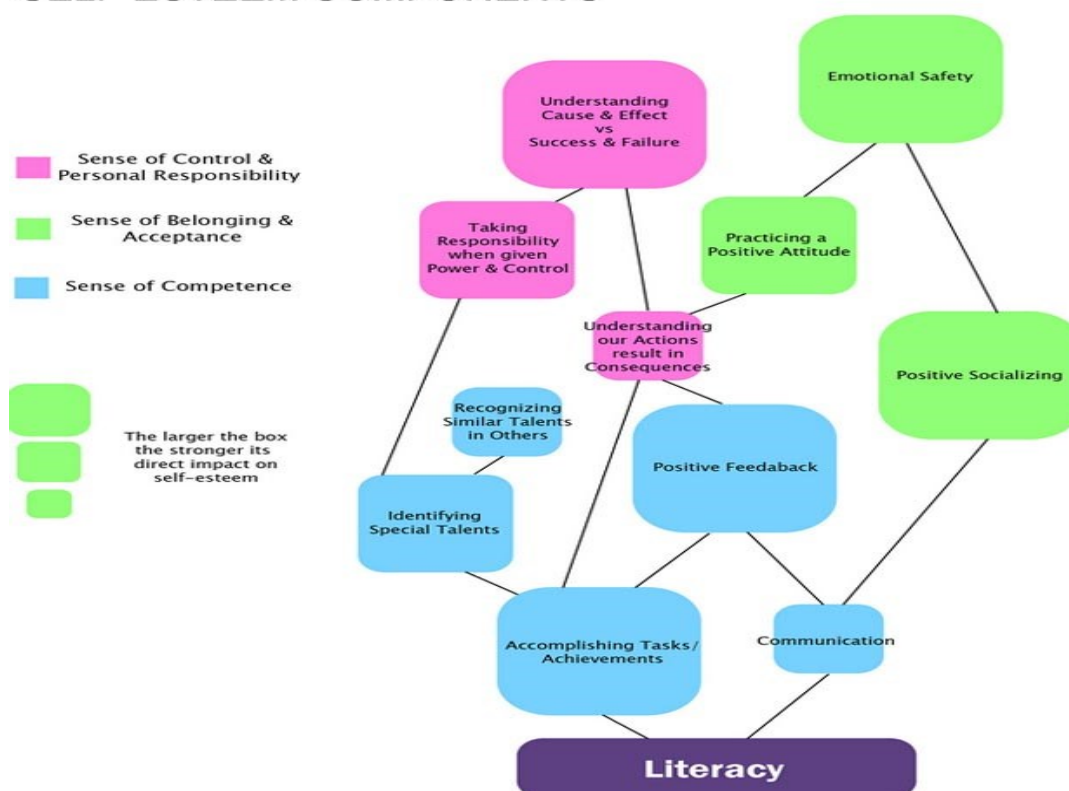 Emotional Safety
Understanding
Cause & Effect
vs
Success & Failure
Sense of Control &
Personal Responsibility
Sense of Belonging &
Acceptance
Sense of Competence
Taking
Responsibility
when given
Power & Control
Practicing a
Positive Attitude
Understanding
our Actions
result in
Consequences
Positive Socializing
Recognizing
Similar Talents
in Others
The larger the box
the stronger its
direct impact on
self-esteem
Positive Feedaback
Identifying
Special Talents
Accomplishing Tasks/
Achievements
Communication
Literacy